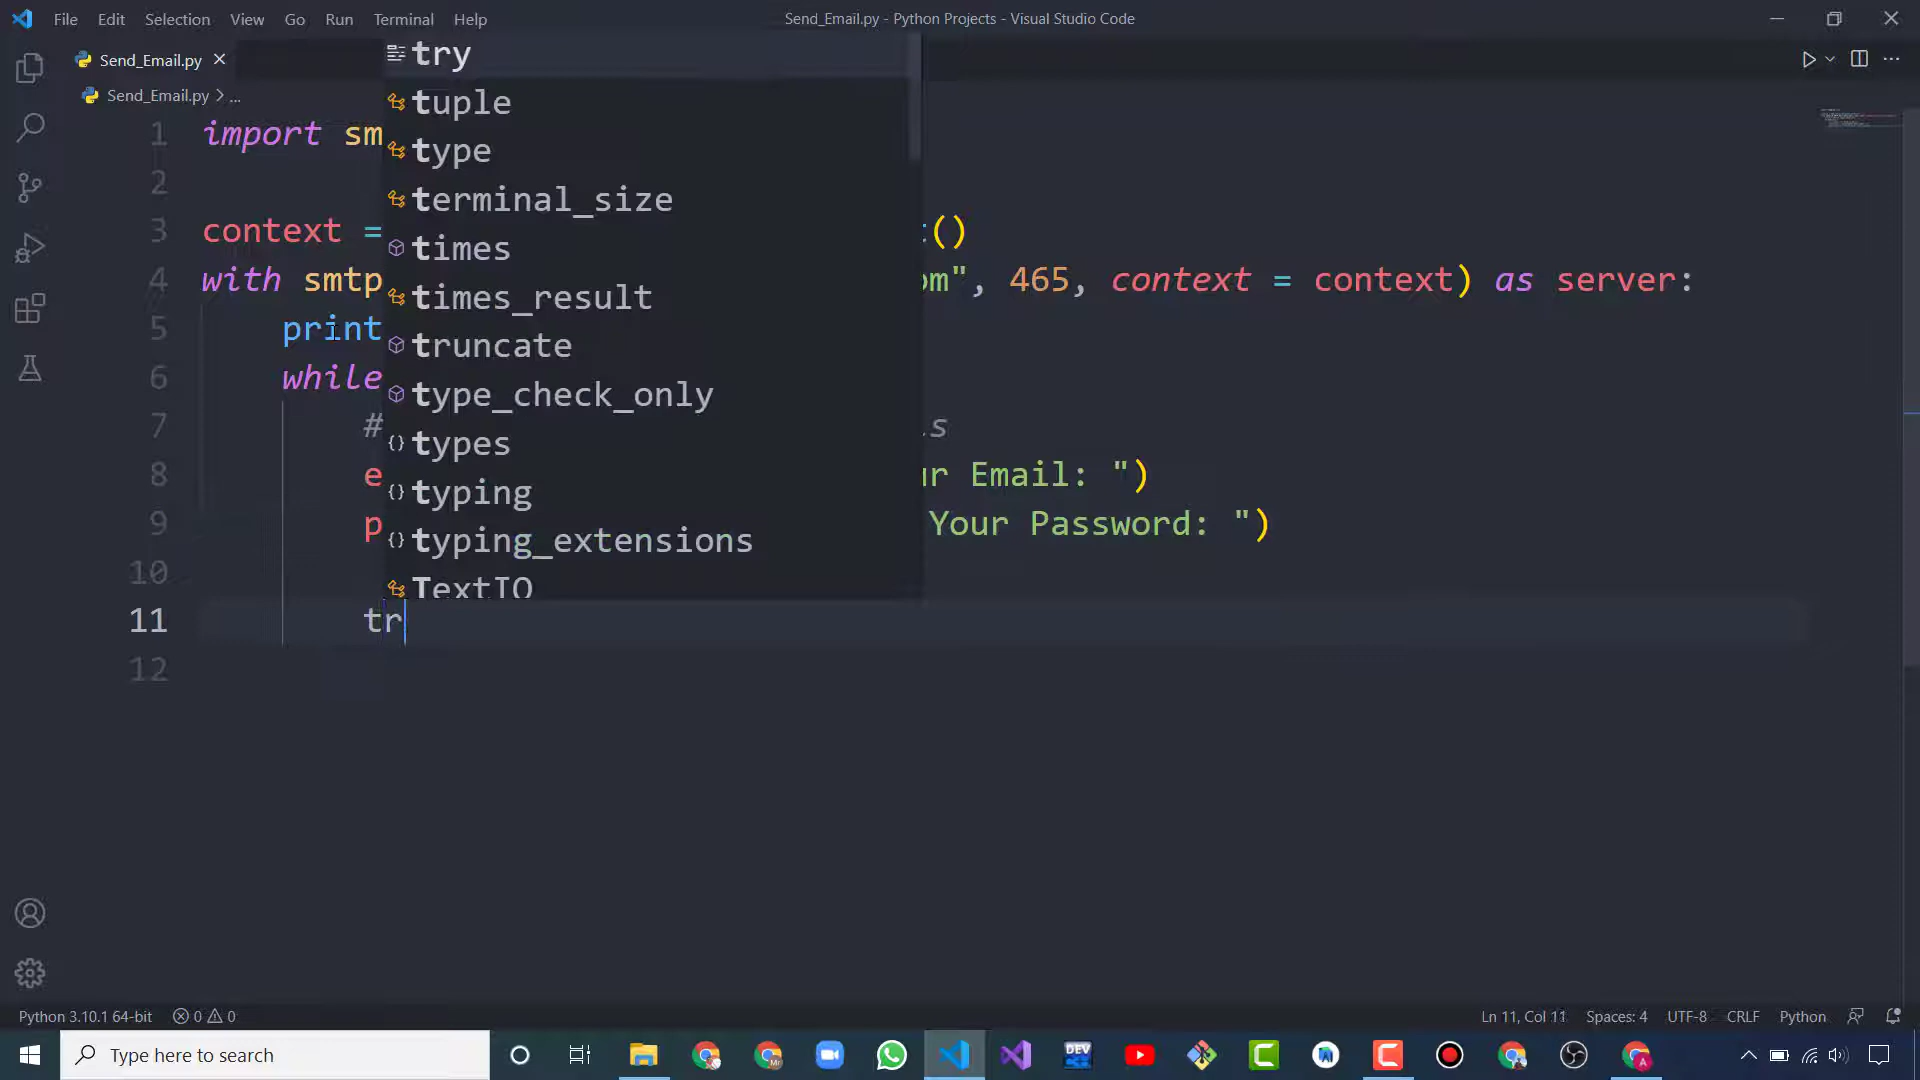 File Edit Selection View Go Run Terminal Help
Send_Email.py - Python Projects - Visual Studio Code
Send_Email.py
Send_Email.py > ...
try
tuple
type
terminal_size
times
times_result
truncate
type_check_only
types
typing
typing_extensions
TextIO
1 import sm
2
3 context = t()
4 with smtp om", 465, context = context) as server:
5 print
6 while
7 # ls
8 e ur Email: ")
9 p Your Password: ")
10
11 tr
12
Python 3.10.1 64-bit 0 0
Ln 11, Col 11 Spaces: 4 UTF-8 CRLF Python
Type here to search
DEV